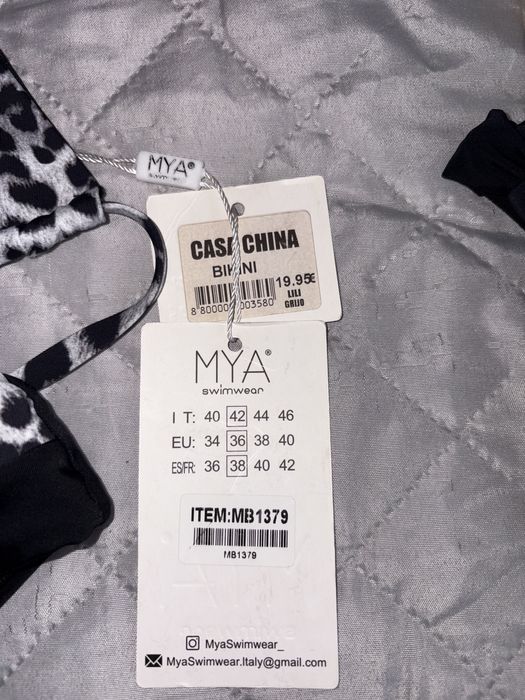 MYA®
CASA CHINA
BIKINI
19.95€
LILI
GRIJO
MYA®
swimwear
IT: 40 42 44 46
EU: 34 36 38 40
ES/FR: 36 38 40 42
ITEM:MB1379
MB1379
MyaSwimwear_
MyaSwimwear.Italy@gmail.com